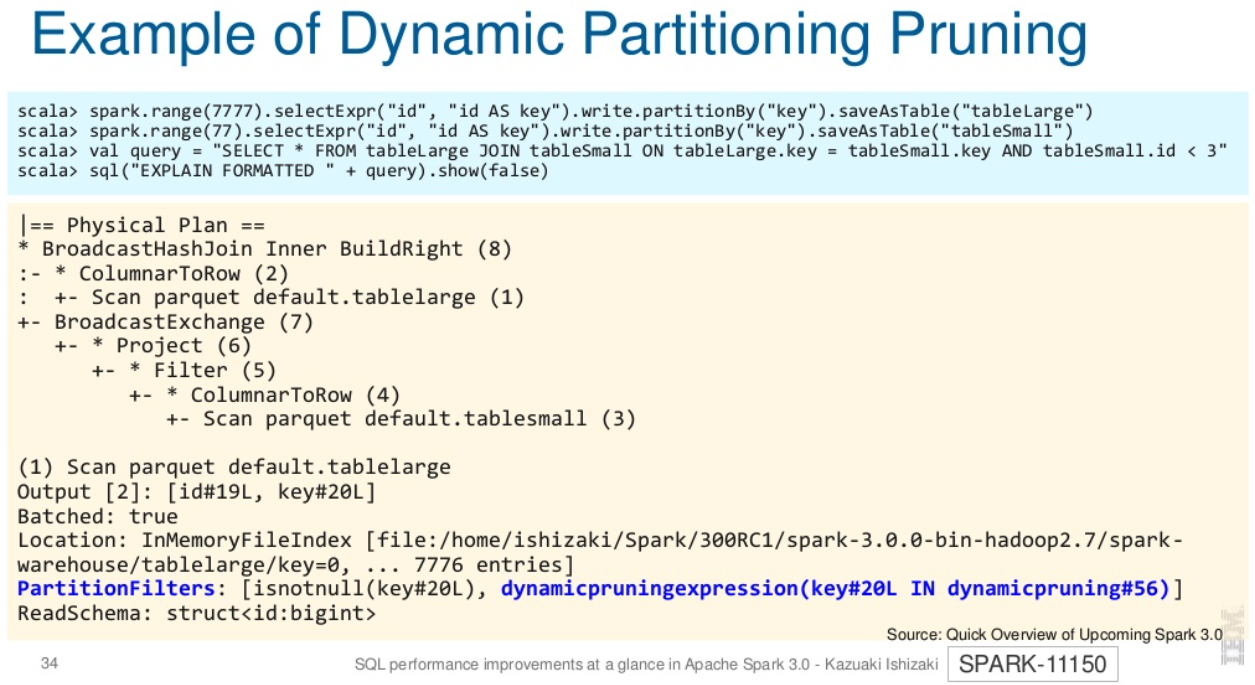 Example of Dynamic Partitioning Pruning
scala> spark.range(7777).selectExpr("id", "id AS key").write.partitionBy("key").saveAsTable("tableLarge")
scala> spark.range(77).selectExpr("id", "id AS key").write.partitionBy("key").saveAsTable("tableSmall")
scala> val query = "SELECT * FROM tableLarge JOIN tableSmall ON tableLarge.key = tableSmall.key AND tableSmall.id < 3"
scala> sql("EXPLAIN FORMATTED " + query).show(false)
|== Physical Plan ==
* BroadcastHashJoin Inner BuildRight (8)
:- * ColumnarToRow (2)
:  +- Scan parquet default.tablelarge (1)
+- BroadcastExchange (7)
   +- * Project (6)
      +- * Filter (5)
         +- * ColumnarToRow (4)
            +- Scan parquet default.tablesmall (3)
(1) Scan parquet default.tablelarge
Output [2]: [id#19L, key#20L]
Batched: true
Location: InMemoryFileIndex [file:/home/ishizaki/Spark/300RC1/spark-3.0.0-bin-hadoop2.7/spark-
warehouse/tablelarge/key=0, ... 7776 entries]
PartitionFilters: [isnotnull(key#20L), dynamicpruningexpression(key#20L IN dynamicpruning#56)]
ReadSchema: struct<id:bigint>
Source: Quick Overview of Upcoming Spark 3.0
34
SQL performance improvements at a glance in Apache Spark 3.0 - Kazuaki Ishizaki
SPARK-11150
IBM